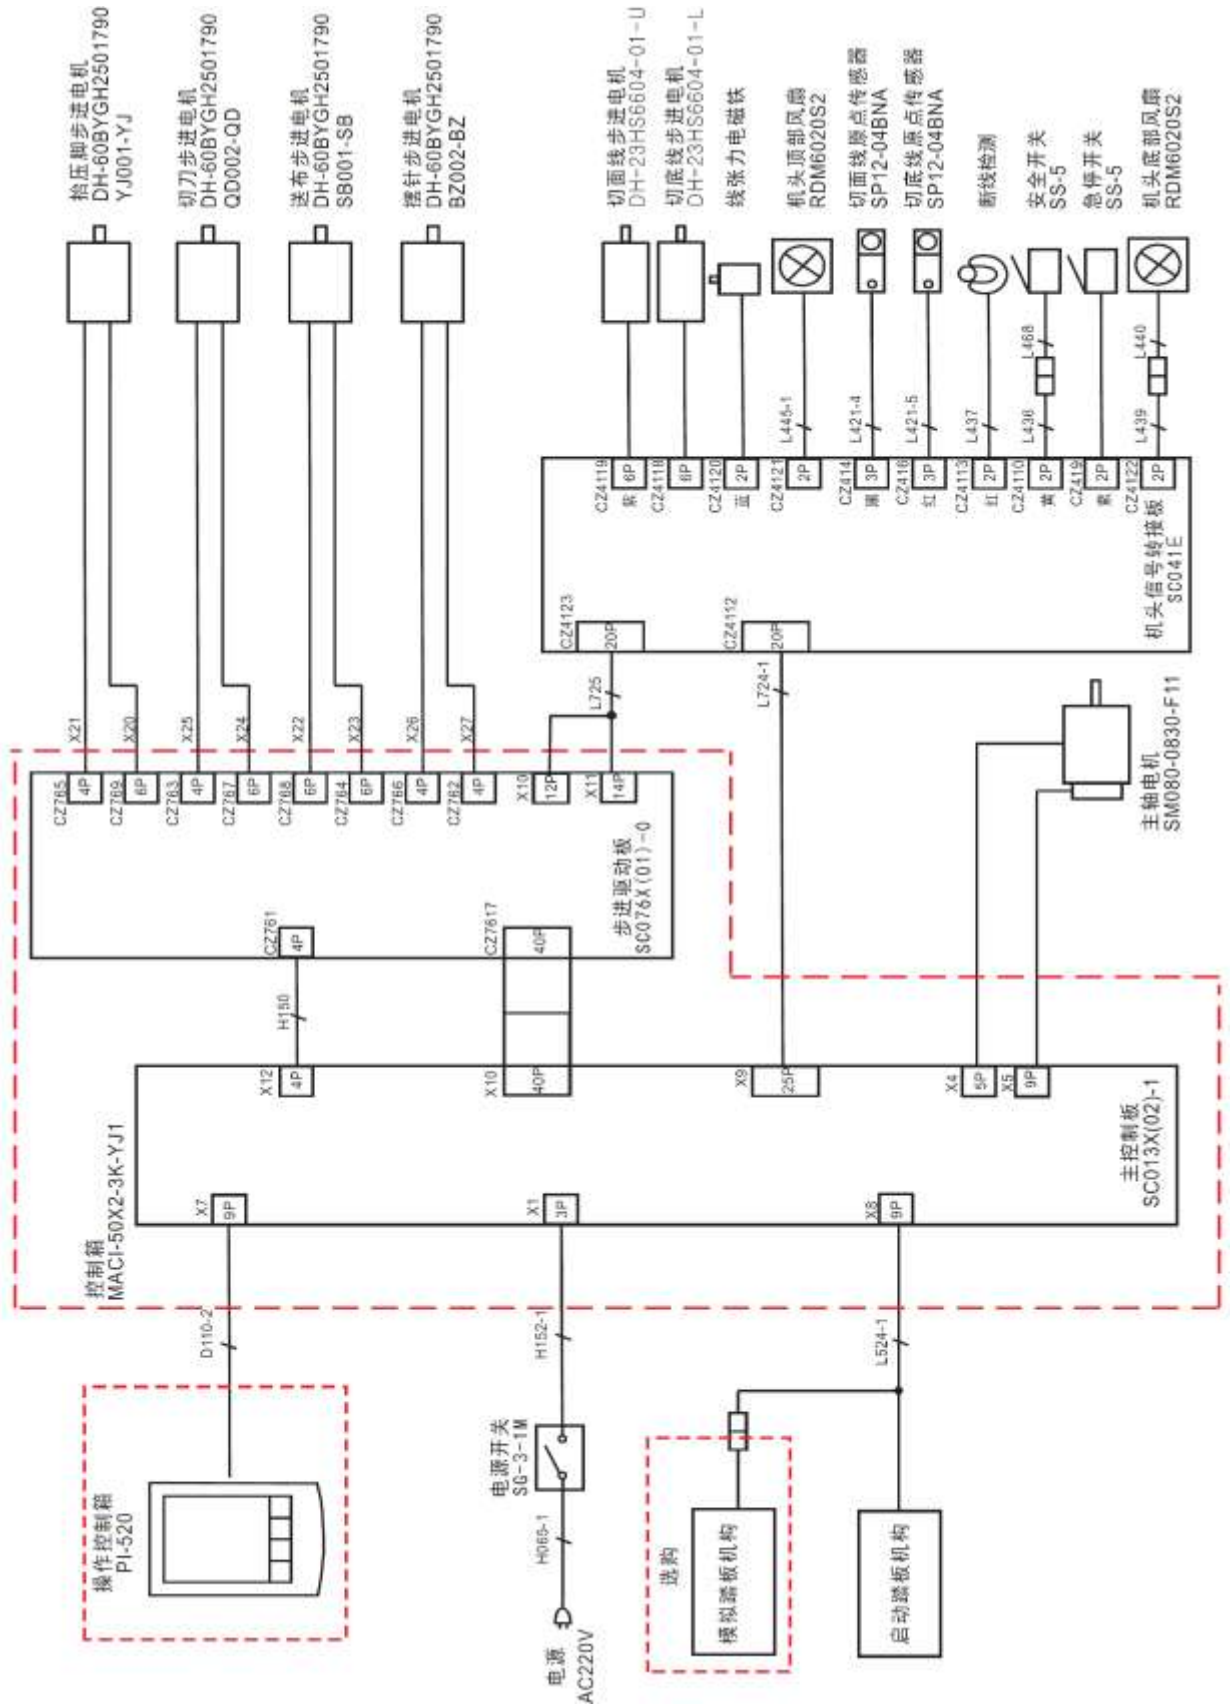 抬压脚步进电机
DH-60BYGH2501790
YJ001-YJ
切刀步进电机
DH-60BYGH2501790
QD002-QD
送布步进电机
DH-60BYGH2501790
SB001-SB
摆针步进电机
DH-60BYGH2501790
BZ002-BZ
切面线步进电机
DH-23HS6604-01-U
切底线步进电机
DH-23HS6604-01-L
线张力电磁铁
机头顶部风扇
RDM6020S2
切面线原点传感器
SP12-04BNA
切底线原点传感器
SP12-04BNA
断线检测
安全开关
SS-5
急停开关
SS-5
机头底部风扇
RDM6020S2
L445-1
L421-4
L421-5
L437
L436
L468
L439
L440
CZ4119
6P
紫
CZ4118
6P
CZ4120
2P
蓝
CZ4121
2P
CZ414
3P
黑
CZ416
3P
红
CZ4113
2P
红
CZ4110
2P
黄
CZ419
2P
CZ4122
2P
机头信号转接板
SC041E
CZ4123
20P
CZ4112
20P
L725
L724-1
X21
X20
X25
X24
X22
X23
X26
X27
CZ765
4P
CZ769
6P
CZ763
4P
CZ767
6P
CZ768
6P
CZ764
6P
CZ766
4P
CZ762
4P
X10
12P
X11
14P
步进驱动板
SC076X(01)-0
CZ761
4P
CZ7617
40P
H150
主轴电机
SM080-0830-F11
X12
4P
X10
40P
X9
25P
X4
5P
X5
9P
主控制板
SC013X(02)-1
X7
9P
X1
3P
X8
9P
控制箱
MACI-50X2-3K-YJ1
D110-2
H152-1
L524-1
操作控制箱
PI-520
电源开关
SG-3-1M
H065-1
电源
AC220V
选购
模拟踏板机构
启动踏板机构